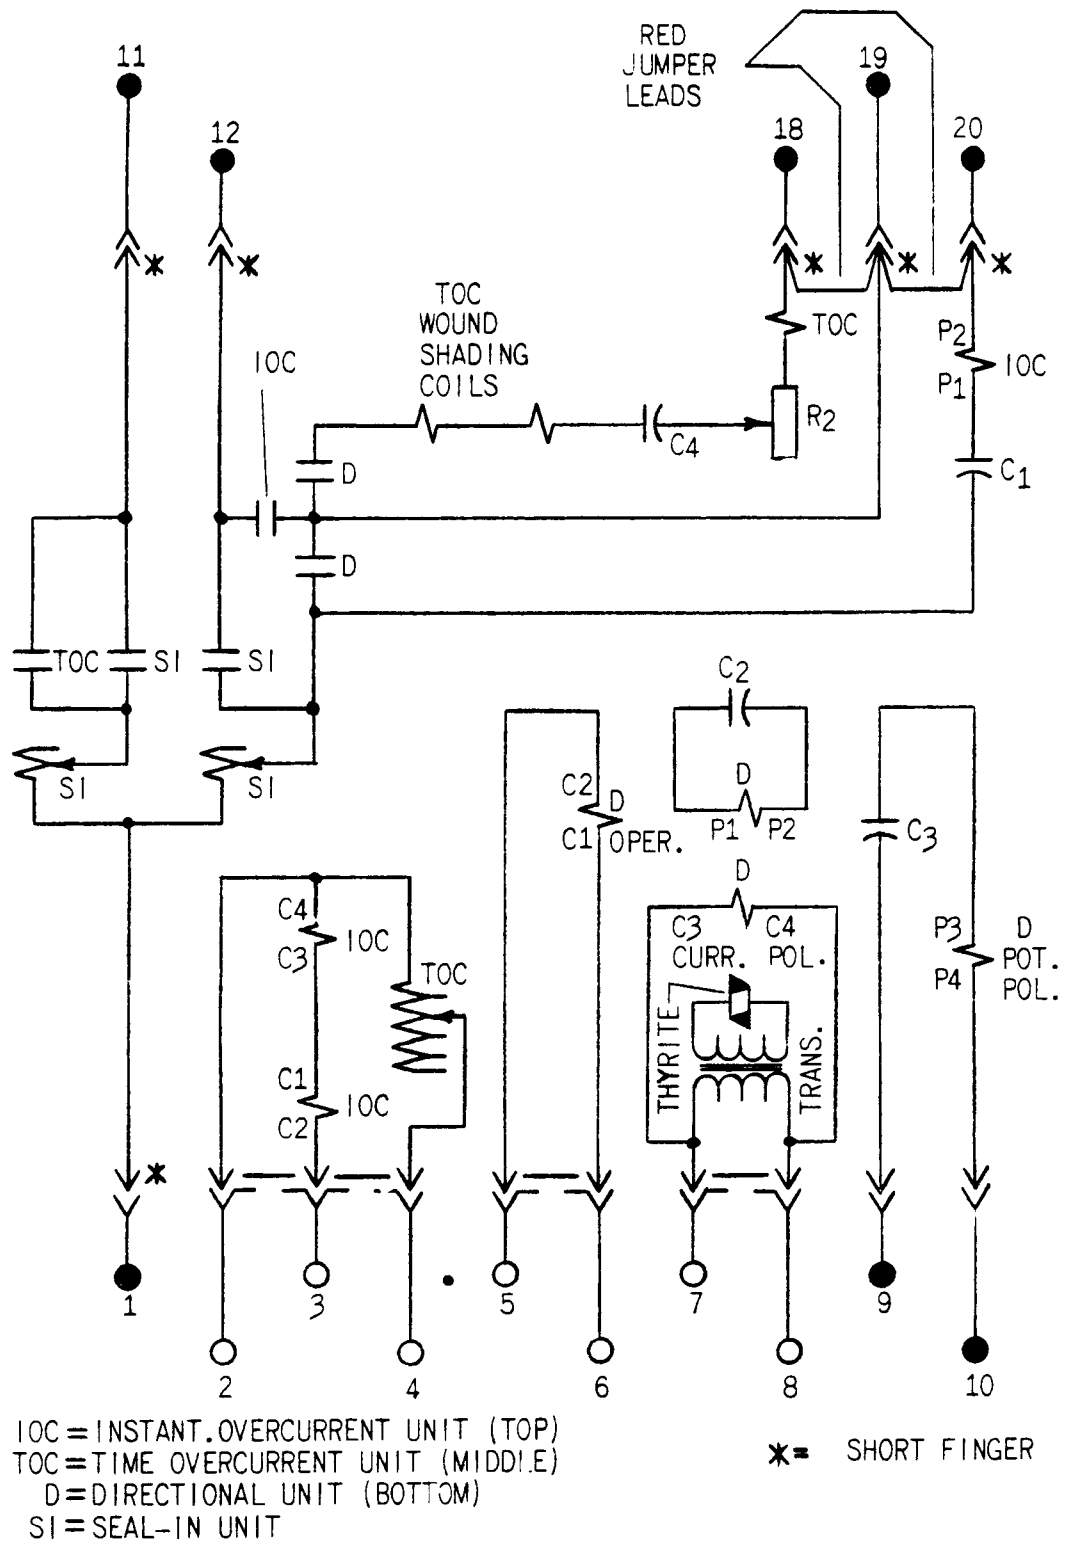 RED
JUMPER
LEADS
11
12
19
18
20
*
*
*
*
*
TOC
WOUND
SHADING
COILS
IOC
TOC
P2
IOC
P1
R2
C4
C1
D
D
TOC
SI
SI
SI
SI
C2
D
P1
P2
C2
D
C1
OPER.
C3
D
C3
C4
CURR.
POL.
THYRITE
TRANS.
P3
D
P4
POT.
POL.
C4
IOC
C3
TOC
C1
IOC
C2
*
1
3
5
7
9
2
4
6
8
10
IOC=INSTANT.OVERCURRENT UNIT (TOP)
TOC=TIME OVERCURRENT UNIT (MIDDLE)
D=DIRECTIONAL UNIT (BOTTOM)
SI=SEAL-IN UNIT
*= SHORT FINGER